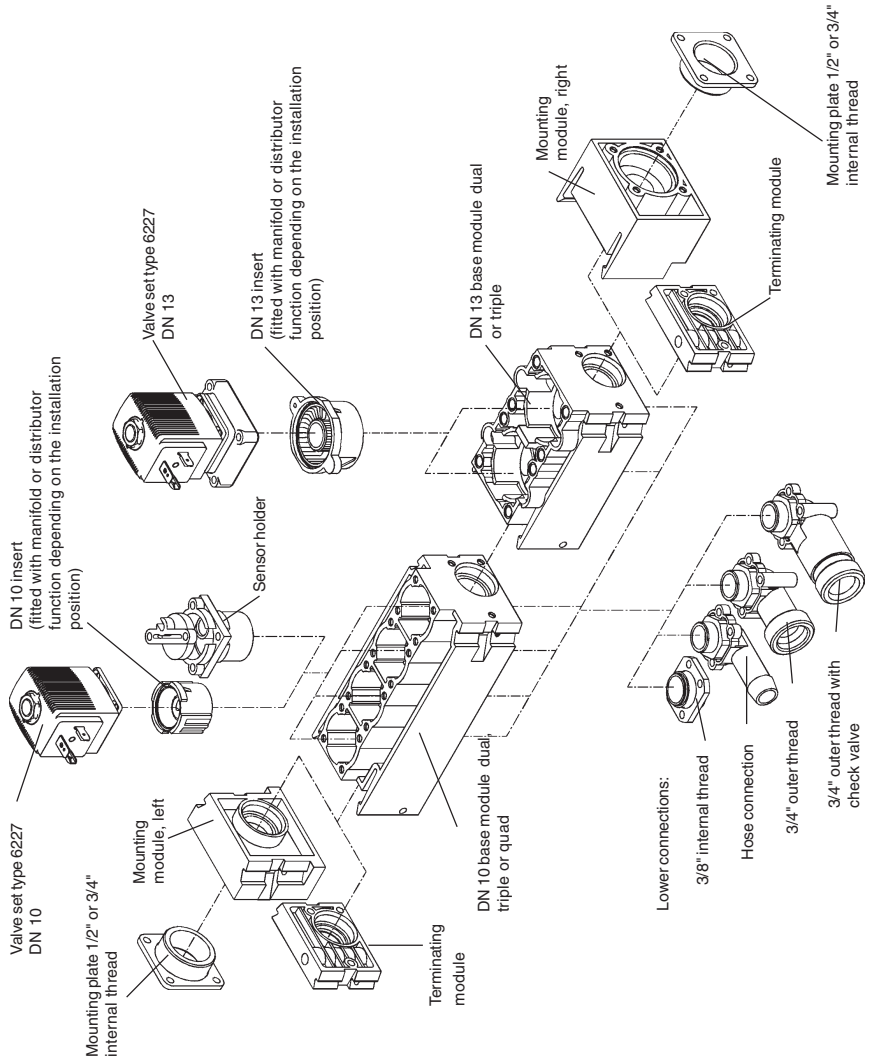 Mounting plate 1/2" or 3/4"
internal thread
Valve set type 6227
DN 10
DN 10 insert
(fitted with manifold or distributor
function depending on the installation
position)
Sensor holder
Valve set type 6227
DN 13
DN 13 insert
(fitted with manifold or distributor
function depending on the installation
position)
Mounting
module, left
Terminating
module
DN 10 base module dual,
triple or quad
DN 13 base module dual
or triple
Mounting
module, right
Terminating module
Mounting plate 1/2" or 3/4"
internal thread
Lower connections:
3/8" internal thread
Hose connection
3/4" outer thread
3/4" outer thread with
check valve